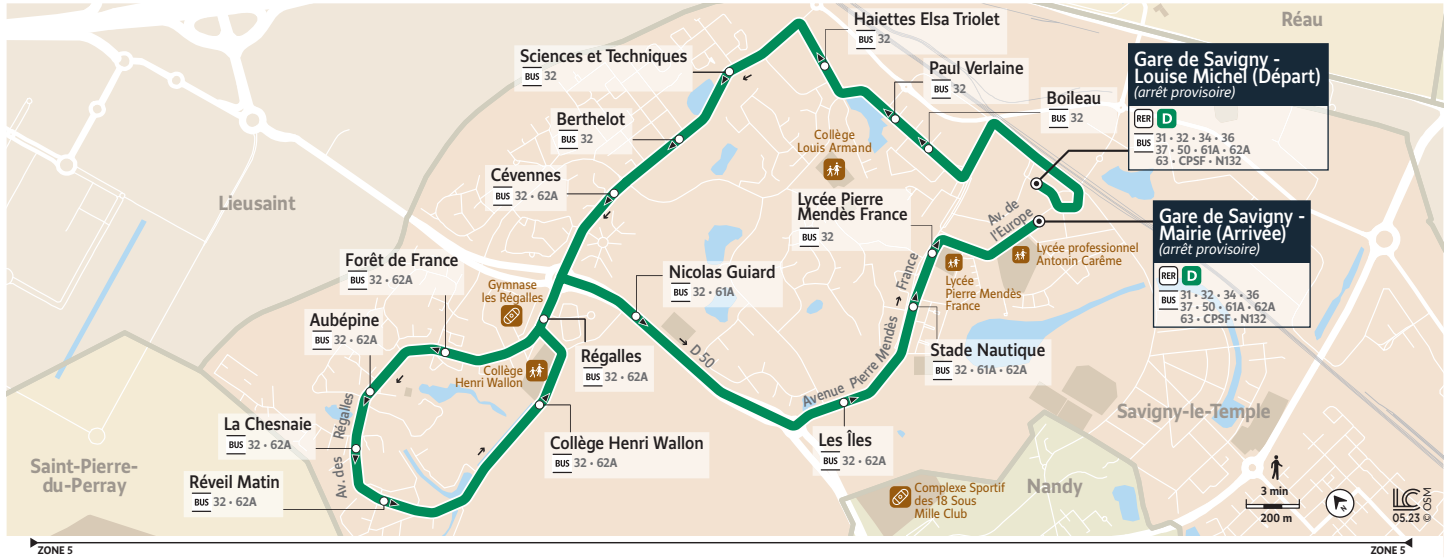 Réau
Haiettes Elsa Triolet
BUS 32
Sciences et Techniques
BUS 32
Paul Verlaine
BUS 32
Gare de Savigny -
Louise Michel (Départ)
(arrêt provisoire)
RER D
BUS 31 • 32 • 34 • 36
37 • 50 • 61A • 62A
63 • CPSF • N132
Boileau
BUS 32
Berthelot
BUS 32
Collège
Louis Armand
Cévennes
BUS 32 • 62A
Lieusaint
Lycée Pierre
Mendès France
BUS 32
Av. de
l'Europe
Gare de Savigny -
Mairie (Arrivée)
(arrêt provisoire)
RER D
BUS 31 • 32 • 34 • 36
37 • 50 • 61A • 62A
63 • CPSF • N132
Lycée professionnel
Antonin Carême
Forêt de France
BUS 32 • 62A
Nicolas Guiard
BUS 32 • 61A
Gymnase
les Régalles
Lycée
Pierre Mendès
France
Aubépine
BUS 32 • 62A
Régalles
BUS 32 • 62A
D 50
Avenue Pierre Mendès France
Stade Nautique
BUS 32 • 61A • 62A
Collège
Henri Wallon
La Chesnaie
BUS 32 • 62A
Av. des Régalles
Collège Henri Wallon
BUS 32 • 62A
Les Îles
BUS 32 • 62A
Savigny-le-Temple
Saint-Pierre-
du-Perray
Réveil Matin
BUS 32 • 62A
Complexe Sportif
des 18 Sous
Mille Club
Nandy
3 min
200 m
N
LC
05.23 © OSM
ZONE 5
ZONE 5